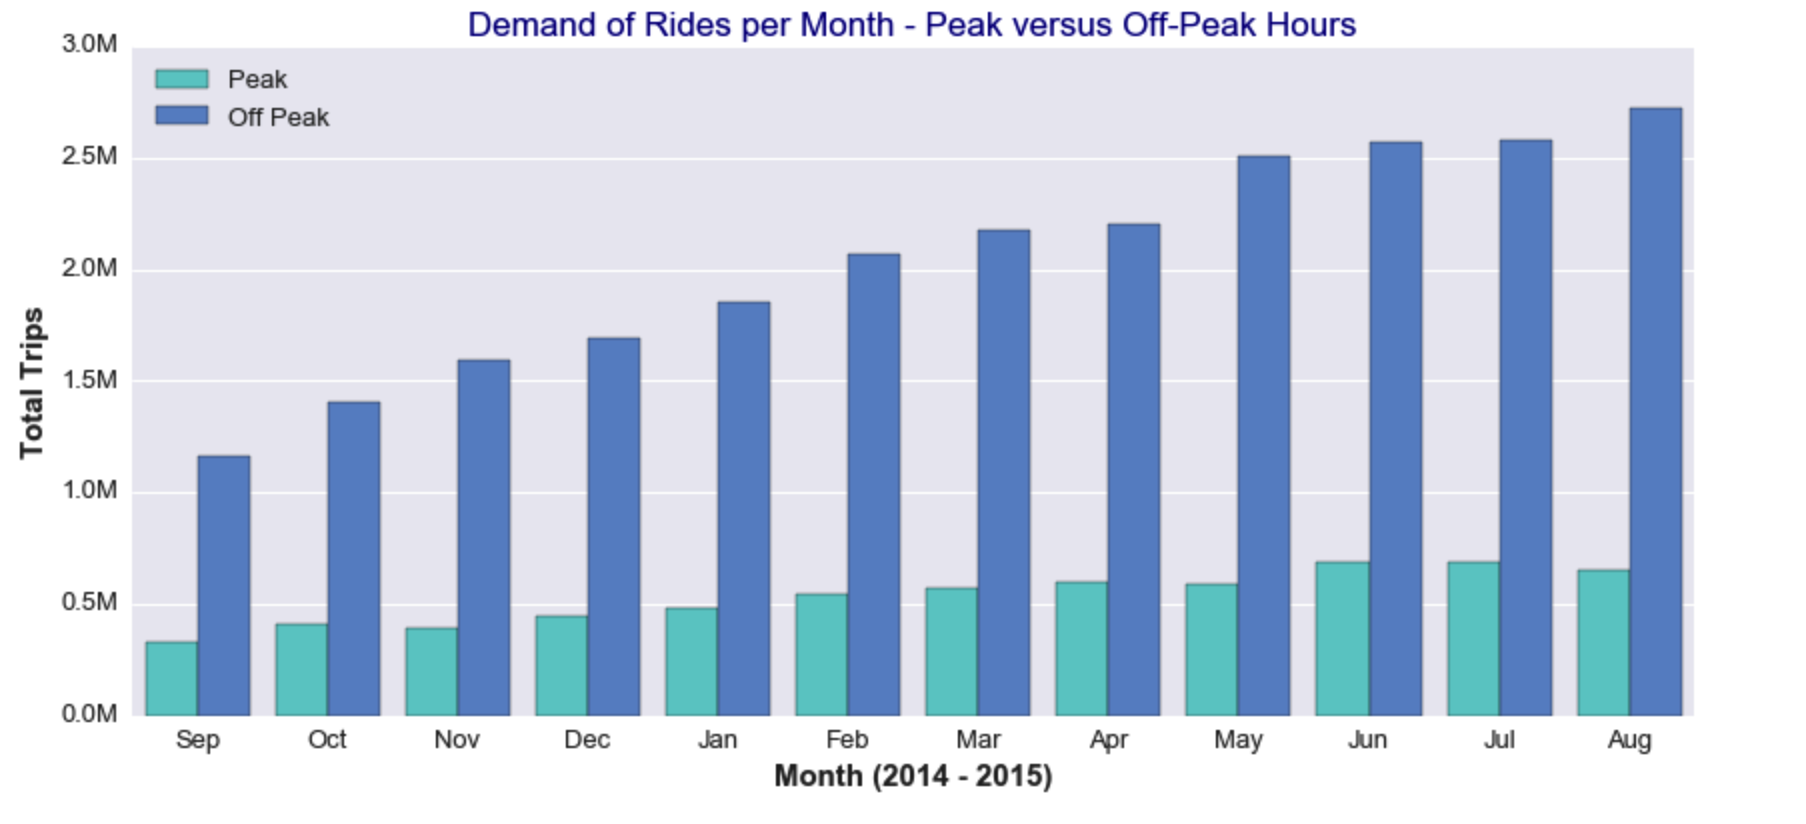 Demand of Rides per Month - Peak versus Off-Peak Hours
3.0M
2.5M
2.0M
1.5M
1.0M
0.5M
0.0M
Total Trips
Peak
Off Peak
Sep Oct Nov Dec Jan Feb Mar Apr May Jun Jul Aug
Month (2014 - 2015)